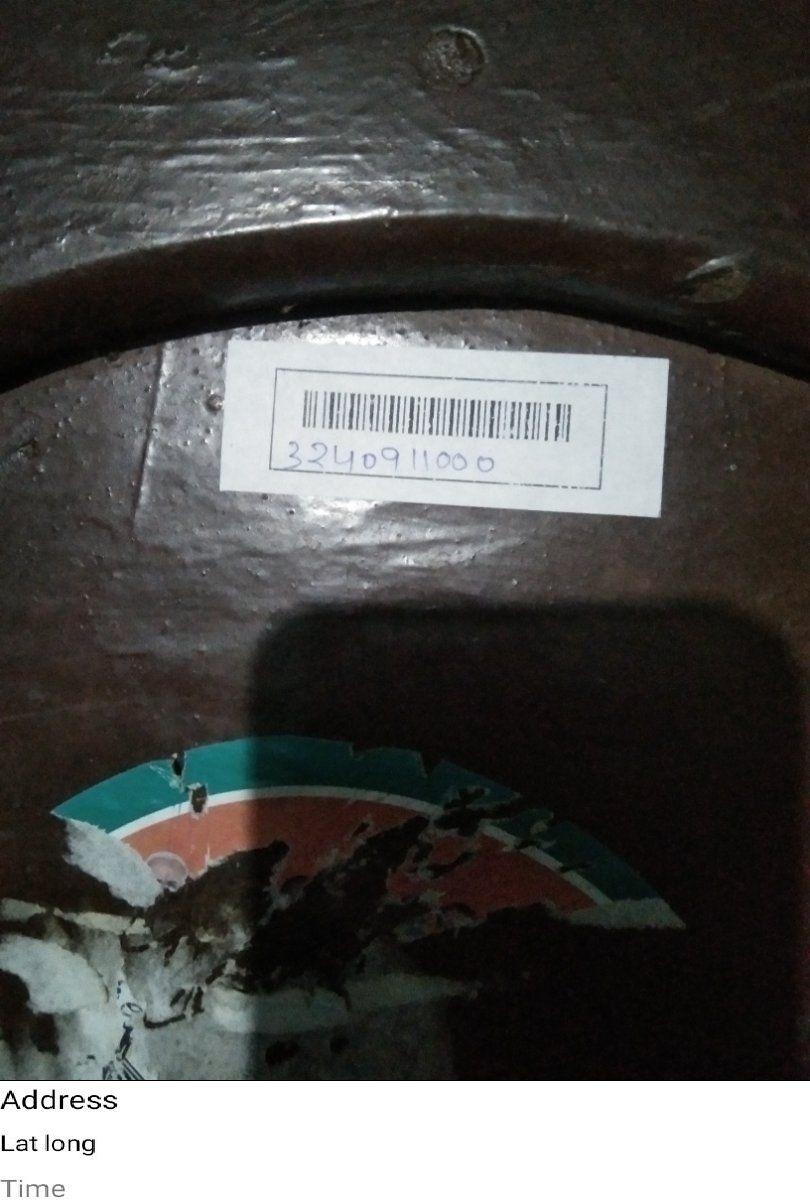 3240911000
Address
Lat long
Time